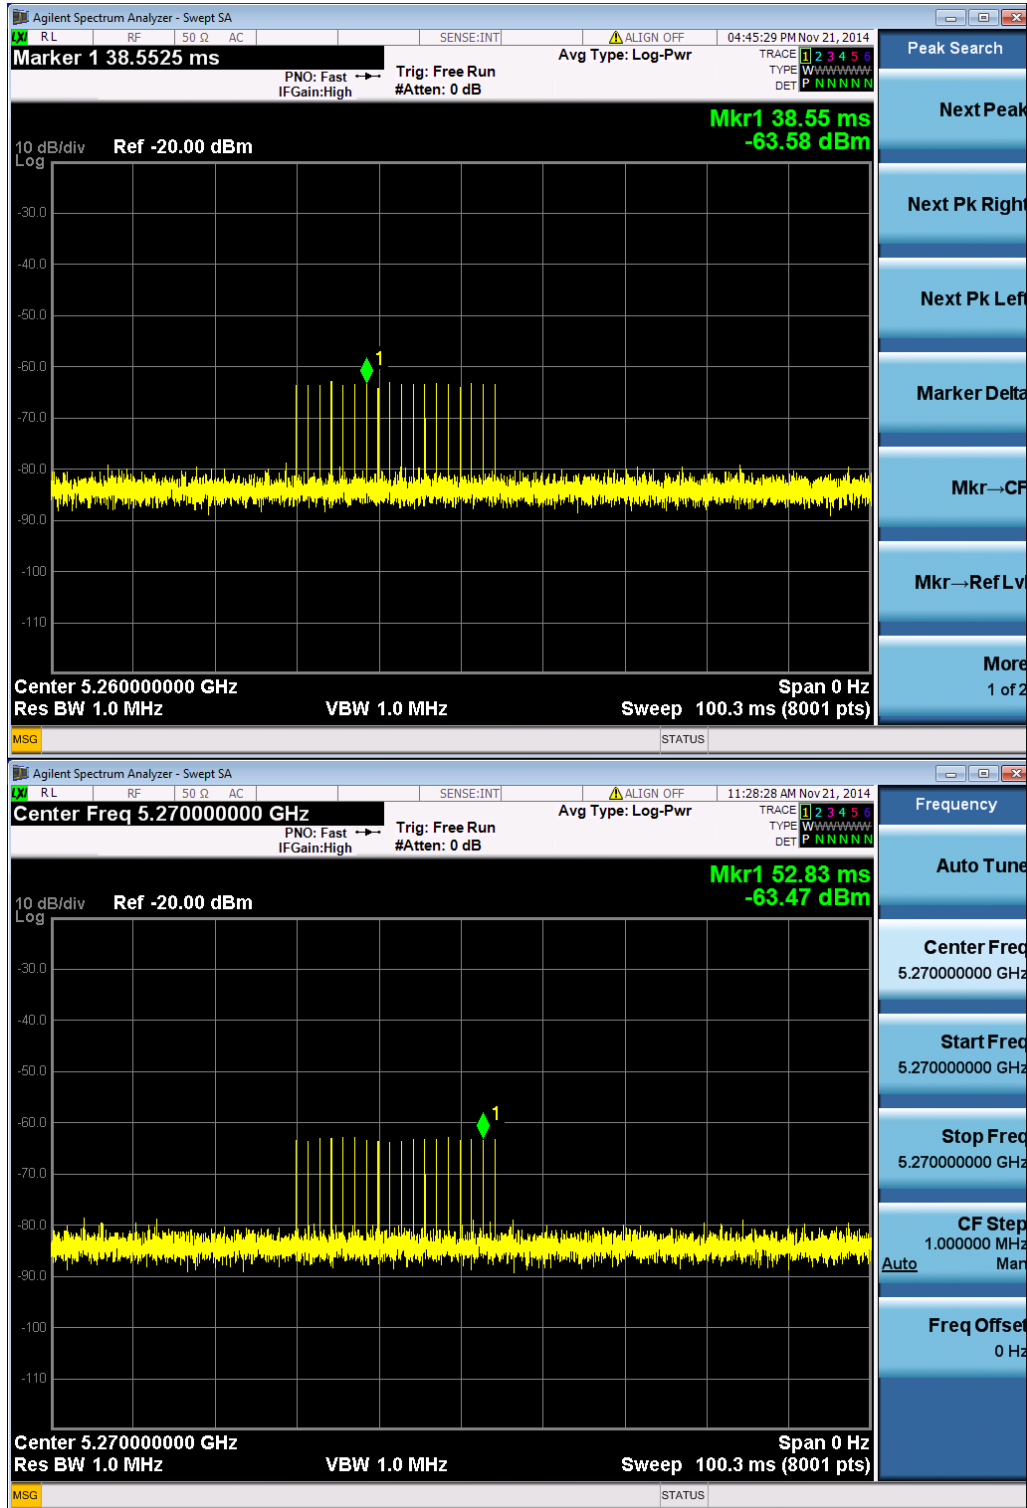 Agilent Spectrum Analyzer - Swept SA
LXI RL RF 50 Ω AC SENSE:INT ALIGN OFF 04:45:29 PM Nov 21, 2014
Marker 1 38.5525 ms
PNO: Fast
IFGain:High
Trig: Free Run
#Atten: 0 dB
Avg Type: Log-Pwr
TRACE 1 2 3 4 5 6
TYPE WWWWWW
DET P N N N N N
Mkr1 38.55 ms
-63.58 dBm
10 dB/div Ref -20.00 dBm
Log
-30.0
-40.0
-50.0
-60.0
-70.0
-80.0
-90.0
-100
-110
1
Center 5.260000000 GHz Span 0 Hz
Res BW 1.0 MHz VBW 1.0 MHz Sweep 100.3 ms (8001 pts)
MSG STATUS
Peak Search
Next Peak
Next Pk Right
Next Pk Left
Marker Delta
Mkr→CF
Mkr→Ref Lvl
More
1 of 2
Agilent Spectrum Analyzer - Swept SA
LXI RL RF 50 Ω AC SENSE:INT ALIGN OFF 11:28:28 AM Nov 21, 2014
Center Freq 5.270000000 GHz
PNO: Fast
IFGain:High
Trig: Free Run
#Atten: 0 dB
Avg Type: Log-Pwr
TRACE 1 2 3 4 5 6
TYPE WWWWWW
DET P N N N N N
Mkr1 52.83 ms
-63.47 dBm
10 dB/div Ref -20.00 dBm
Log
-30.0
-40.0
-50.0
-60.0
-70.0
-80.0
-90.0
-100
-110
1
Center 5.270000000 GHz Span 0 Hz
Res BW 1.0 MHz VBW 1.0 MHz Sweep 100.3 ms (8001 pts)
MSG STATUS
Frequency
Auto Tune
Center Freq
5.270000000 GHz
Start Freq
5.270000000 GHz
Stop Freq
5.270000000 GHz
CF Step
1.000000 MHz
Auto Man
Freq Offset
0 Hz